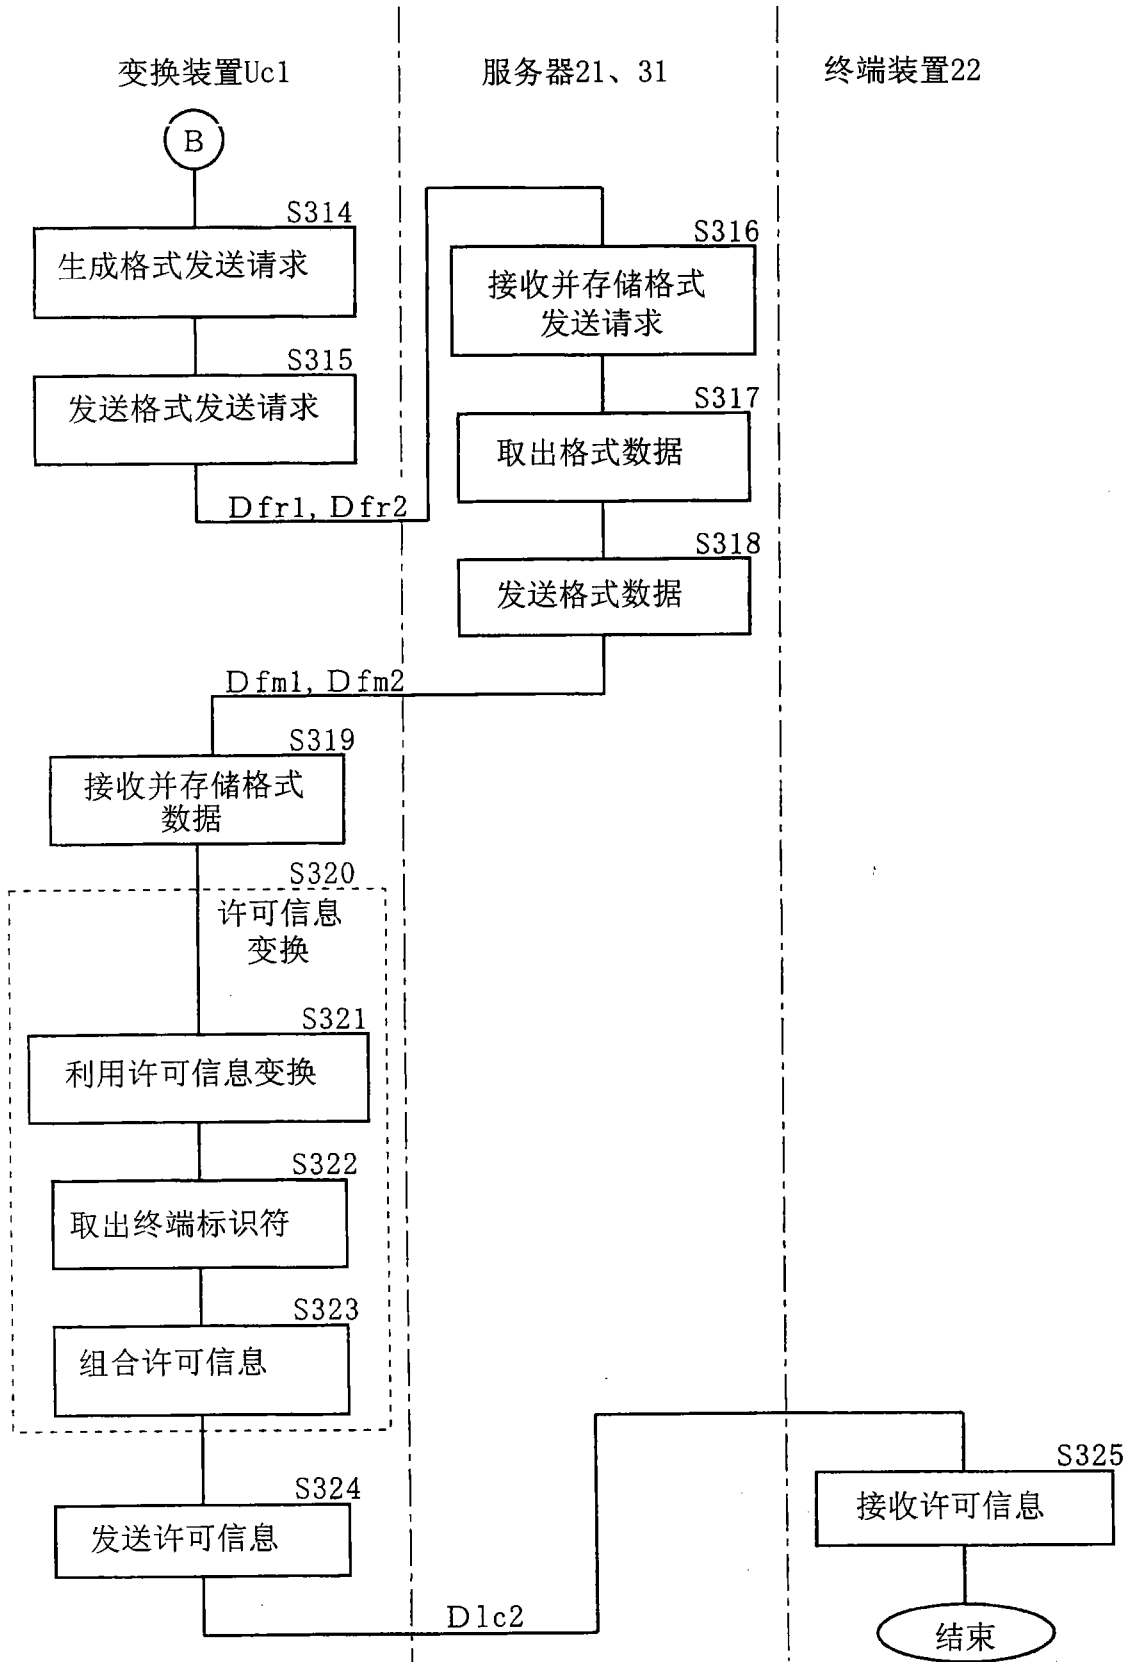 变换装置Uc1
服务器21、31
终端装置22
B
S314
生成格式发送请求
S315
发送格式发送请求
Dfr1, Dfr2
S316
接收并存储格式
发送请求
S317
取出格式数据
S318
发送格式数据
Dfm1, Dfm2
S319
接收并存储格式
数据
S320
许可信息
变换
S321
利用许可信息变换
S322
取出终端标识符
S323
组合许可信息
S324
发送许可信息
Dlc2
S325
接收许可信息
结束